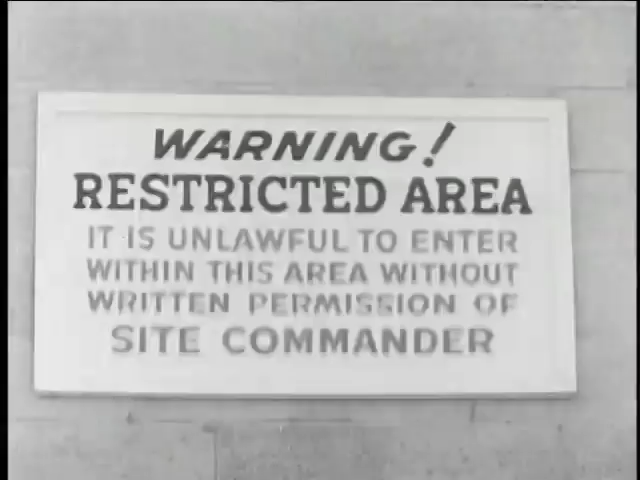 WARNING!
RESTRICTED AREA
IT IS UNLAWFUL TO ENTER
WITHIN THIS AREA WITHOUT
WRITTEN PERMISSION OF
SITE COMMANDER